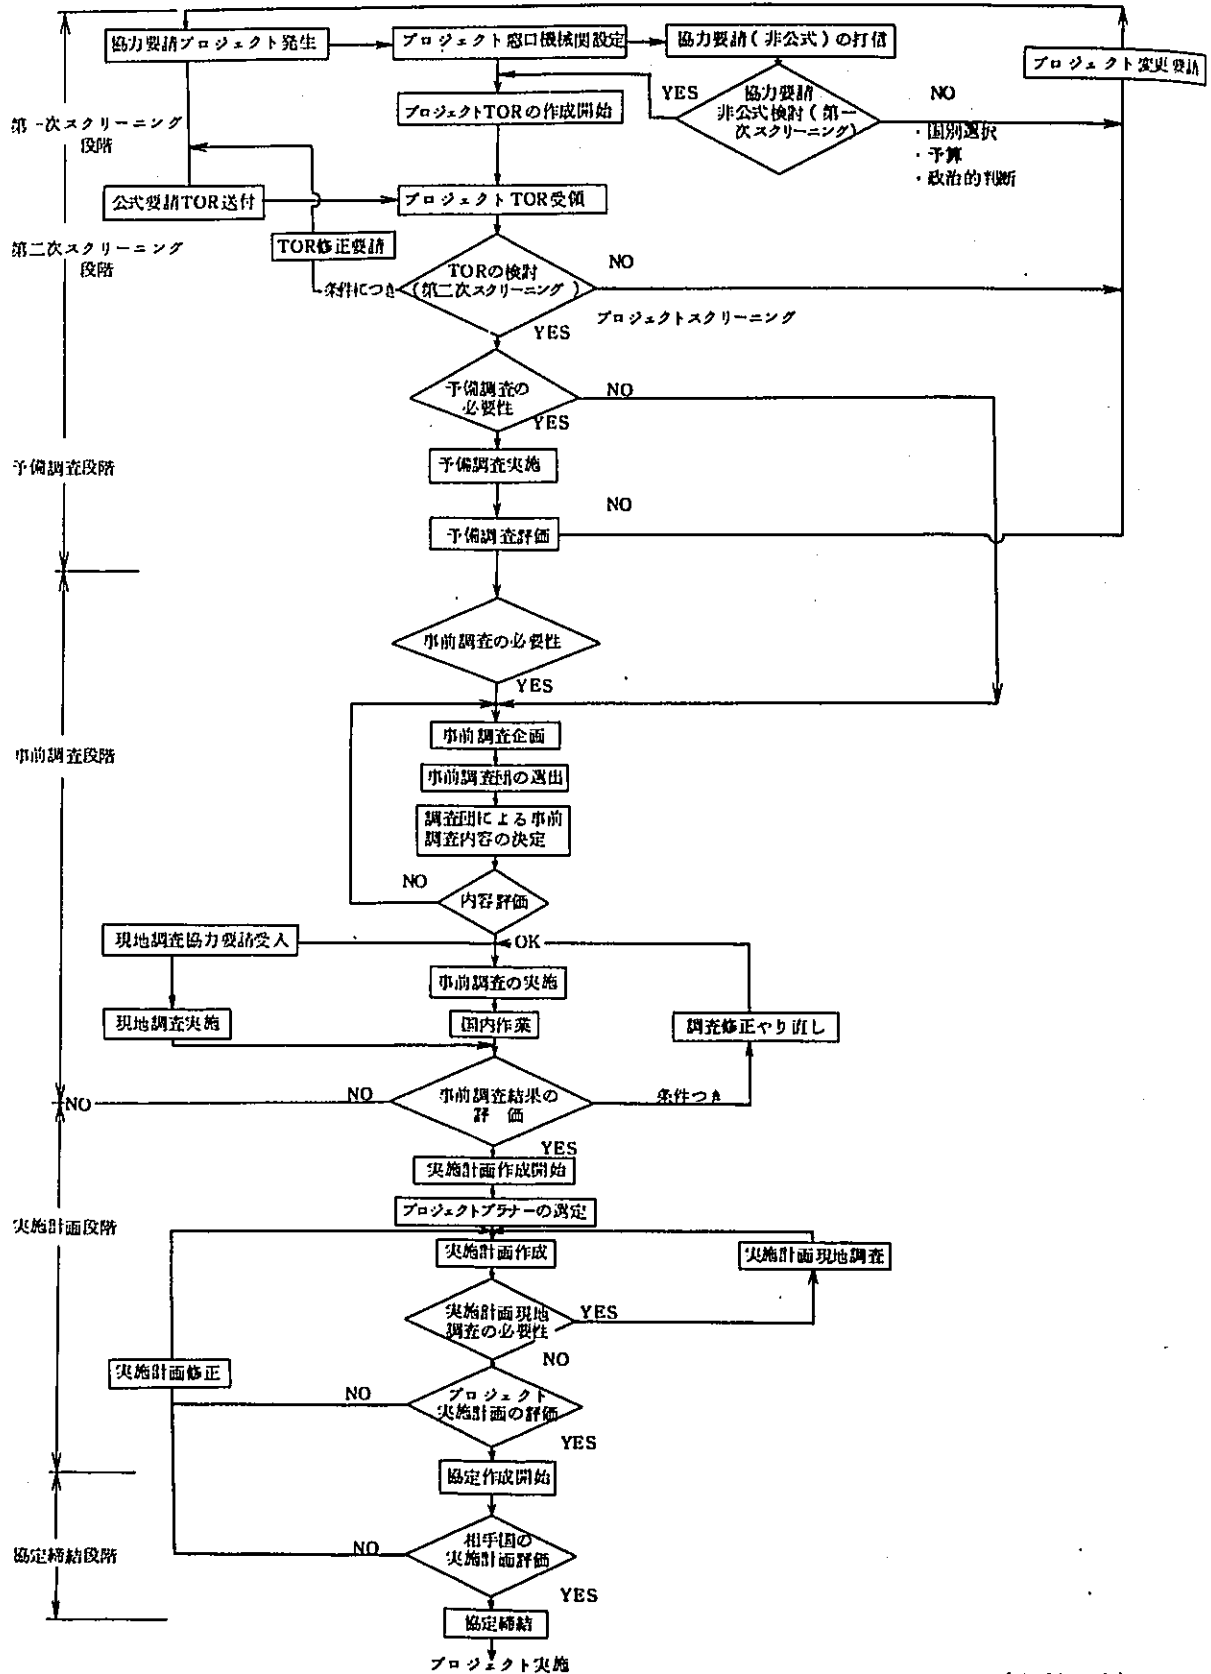 協力要請プロジェクト発生
プロジェクト窓口機械関設定
協力要請(非公式)の打信
プロジェクト変更要請
YES
協力要請
非公式検討(第一
次スクリーニング)
NO
・国別選択
・予算
・政治的判断
プロジェクトTORの作成開始
第一次スクリーニング
段階
公式要請TOR送付
プロジェクトTOR受領
第二次スクリーニング
段階
TOR修正要請
条件につき
TORの検討
(第二次スクリーニング)
NO
プロジェクトスクリーニング
YES
予備調査の
必要性
NO
YES
予備調査段階
予備調査実施
NO
予備調査評価
事前調査の必要性
YES
事前調査段階
事前調査企画
事前調査団の選出
調査団による事前
調査内容の決定
NO
内容評価
現地調査協力要請受入
OK
事前調査の実施
現地調査実施
国内作業
調査修正やり直し
NO
NO
事前調査結果の
評 価
条件つき
YES
実施計画作成開始
プロジェクトプラナーの選定
実施計画段階
実施計画作成
実施計画現地調査
実施計画現地
調査の必要性
YES
NO
実施計画修正
NO
プロジェクト
実施計画の評価
YES
協定作成開始
協定締結段階
NO
相手国の
実施計画評価
YES
協定締結
プロジェクト実施